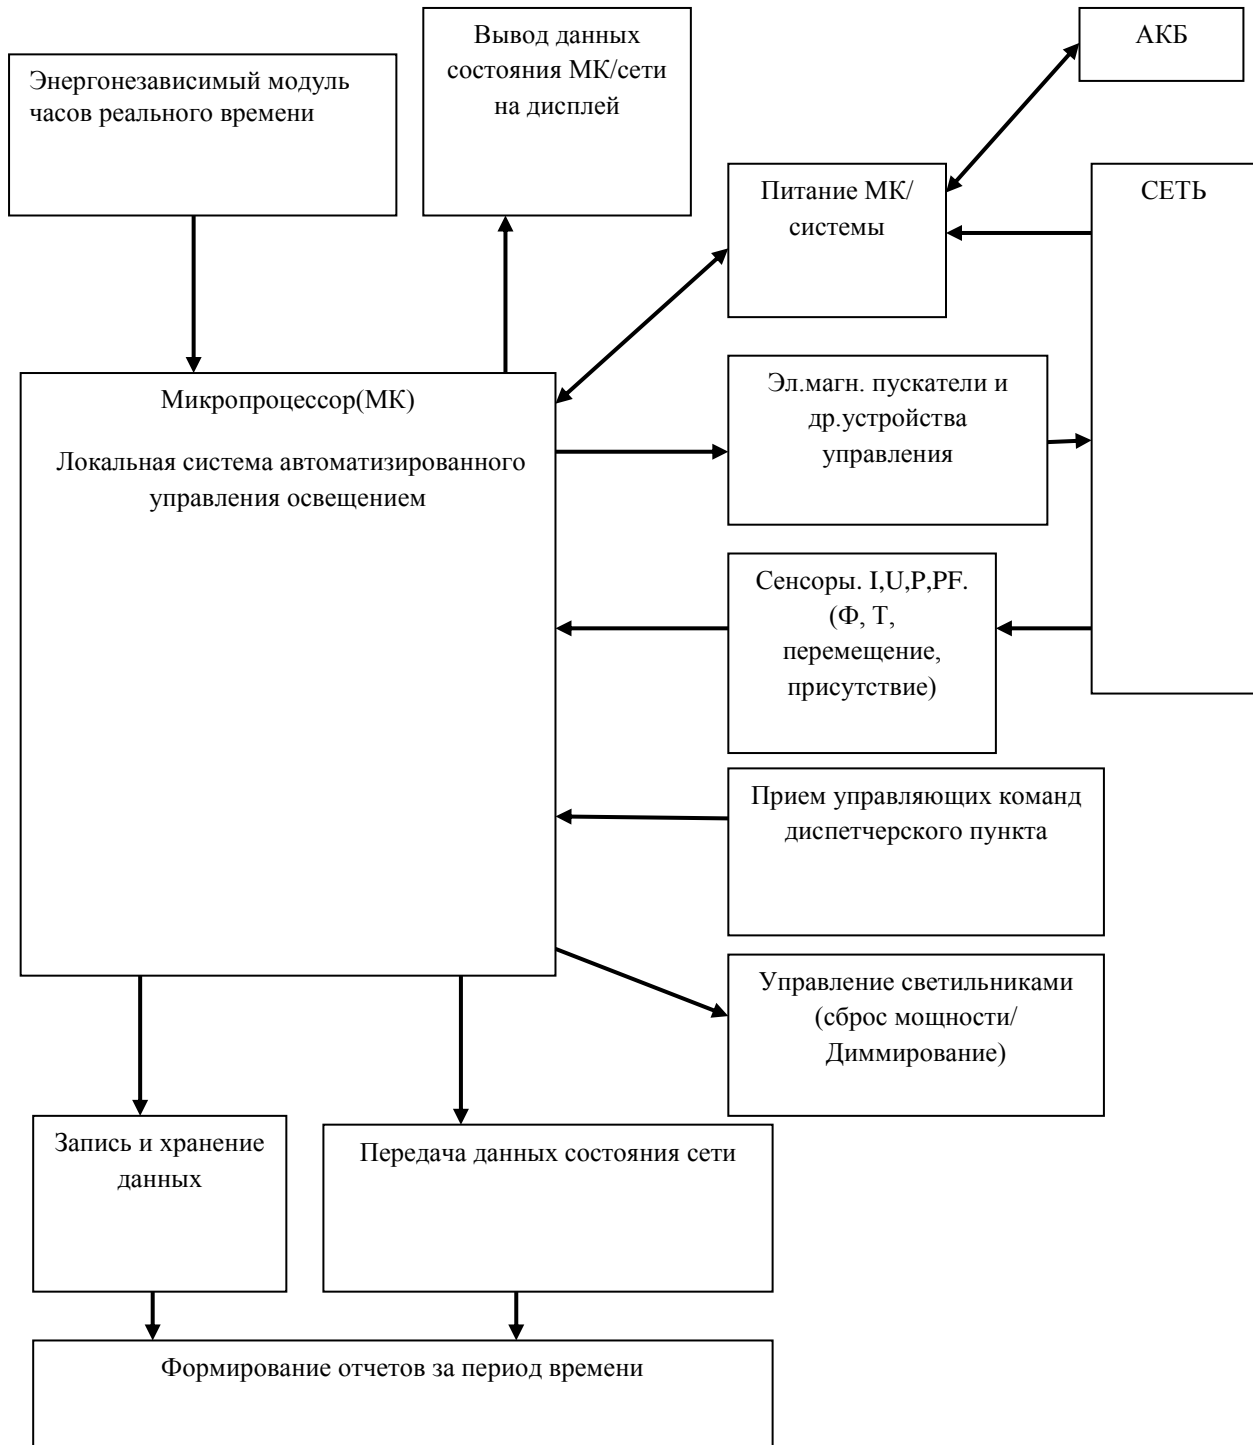 Энергонезависимый модуль
часов реального времени
Вывод данных
состояния МК/сети
на дисплей
АКБ
Питание МК/
системы
СЕТЬ
Микропроцессор(МК)
Локальная система автоматизированного
управления освещением
Эл.магн. пускатели и
др.устройства
управления
Сенсоры. I,U,P,PF.
(Ф, Т,
перемещение,
присутствие)
Прием управляющих команд
диспетчерского пункта
Управление светильниками
(сброс мощности/
Диммирование)
Запись и хранение
данных
Передача данных состояния сети
Формирование отчетов за период времени